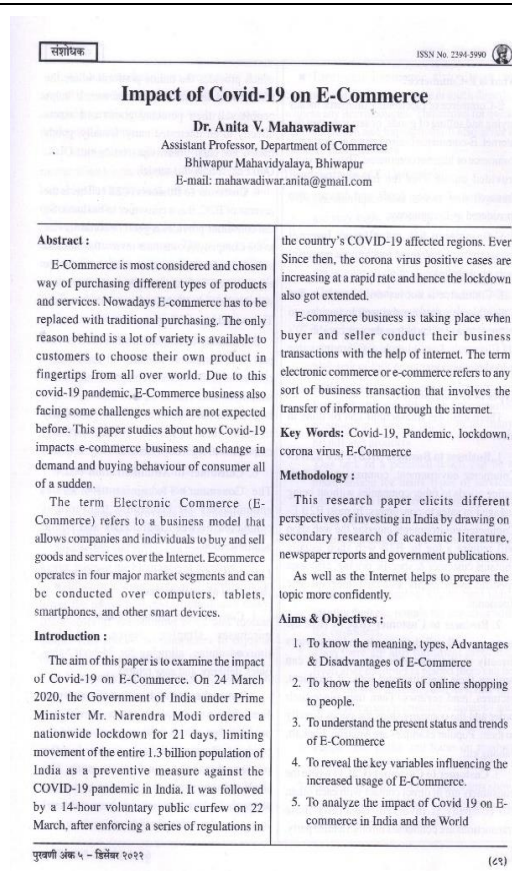 संशोधक
ISSN No. 2394-5990
Impact of Covid-19 on E-Commerce
Dr. Anita V. Mahawadiwar
Assistant Professor, Department of Commerce
Bhiwapur Mahavidyalaya, Bhiwapur
E-mail: mahawadiwar.anita@gmail.com
Abstract :
E-Commerce is most considered and chosen
way of purchasing different types of products
and services. Nowadays E-commerce has to be
replaced with traditional purchasing. The only
reason behind is a lot of variety is available to
customers to choose their own product in
fingertips from all over world. Due to this
covid-19 pandemic, E-Commerce business also
facing some challenges which are not expected
before. This paper studies about how Covid-19
impacts e-commerce business and change in
demand and buying behaviour of consumer all
of a sudden.
The term Electronic Commerce (E-
Commerce) refers to a business model that
allows companies and individuals to buy and sell
goods and services over the Internet. Ecommerce
operates in four major market segments and can
be conducted over computers, tablets,
smartphones, and other smart devices.
Introduction :
The aim of this paper is to examine the impact
of Covid-19 on E-Commerce. On 24 March
2020, the Government of India under Prime
Minister Mr. Narendra Modi ordered a
nationwide lockdown for 21 days, limiting
movement of the entire 1.3 billion population of
India as a preventive measure against the
COVID-19 pandemic in India. It was followed
by a 14-hour voluntary public curfew on 22
March, after enforcing a series of regulations in
the country's COVID-19 affected regions. Ever
Since then, the corona virus positive cases are
increasing at a rapid rate and hence the lockdown
also got extended.
E-commerce business is taking place when
buyer and seller conduct their business
transactions with the help of internet. The term
electronic commerce or e-commerce refers to any
sort of business transaction that involves the
transfer of information through the internet.
Key Words: Covid-19, Pandemic, lockdown,
corona virus, E-Commerce
Methodology :
This research paper elicits different
perspectives of investing in India by drawing on
secondary research of academic literature,
newspaper reports and government publications.
As well as the Internet helps to prepare the
topic more confidently.
Aims & Objectives :
1. To know the meaning, types, Advantages
& Disadvantages of E-Commerce
2. To know the benefits of online shopping
to people.
3. To understand the present status and trends
of E-Commerce
4. To reveal the key variables influencing the
increased usage of E-Commerce.
5. To analyze the impact of Covid 19 on E-
commerce in India and the World
पुरवणी अंक ५ – डिसेंबर २०२२
(८९)